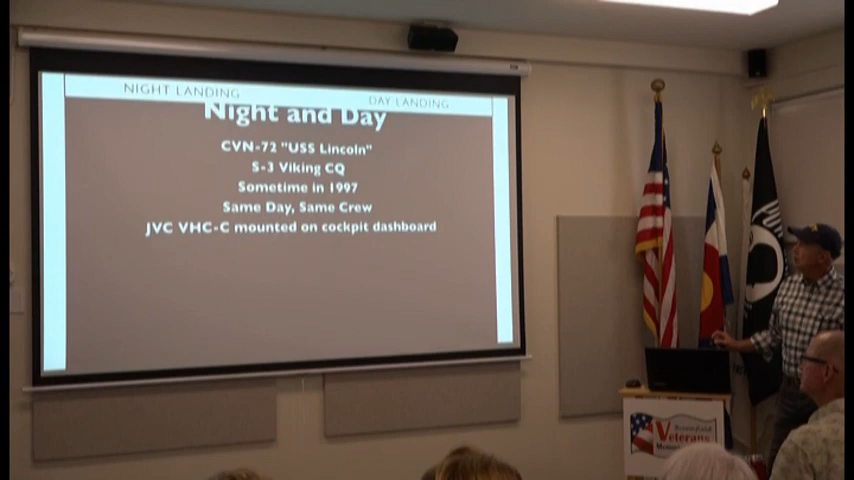 NIGHT LANDING
DAY LANDING
Night and Day
CVN-72 "USS Lincoln"
S-3 Viking CQ
Sometime in 1997
Same Day, Same Crew
JVC VHC-C mounted on cockpit dashboard
Broomfield
Veterans